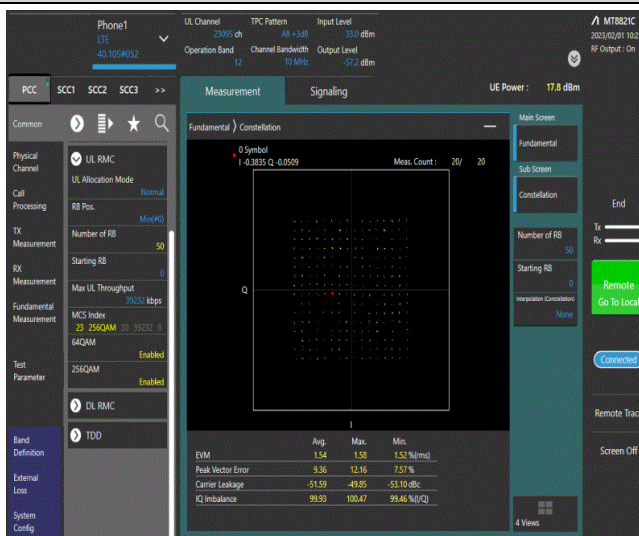 Phone1
LTE
40.10S#052
UL Channel
23095 ch
TPC Pattern
All +3dB
Input Level
33.0 dBm
Operation Band
12
Channel Bandwidth
10 MHz
Output Level
-57.2 dBm
MT8821C
2023/02/01 10:2
RF Output : On
PCC
SCC1
SCC2
SCC3
>>
Measurement
Signaling
UE Power : 17.8 dBm
Common
Physical
Channel
Call
Processing
TX
Measurement
RX
Measurement
Fundamental
Measurement
Test
Parameter
Band
Definition
External
Loss
System
Config
UL RMC
UL Allocation Mode
Normal
RB Pos.
Min(#0)
Number of RB
50
Starting RB
0
Max UL Throughput
39232 kbps
MCS Index
23 256QAM 30 39232 8
64QAM
Enabled
256QAM
Enabled
DL RMC
TDD
Fundamental > Constellation
0 Symbol
I -0.3835 Q -0.0509
Meas. Count : 20/ 20
Q
I
Avg. Max. Min.
EVM 1.54 1.58 1.52 %(rms)
Peak Vector Error 9.36 12.16 7.57 %
Carrier Leakage -51.59 -49.85 -53.10 dBc
IQ Imbalance 99.93 100.47 99.46 %(I/Q)
Main Screen
Fundamental
Sub Screen
Constellation
Number of RB
50
Starting RB
0
Interpolation (Constellation)
None
4 Views
End
Tx
Rx
Remote
Go To Local
Connected
Remote Trac
Screen Off